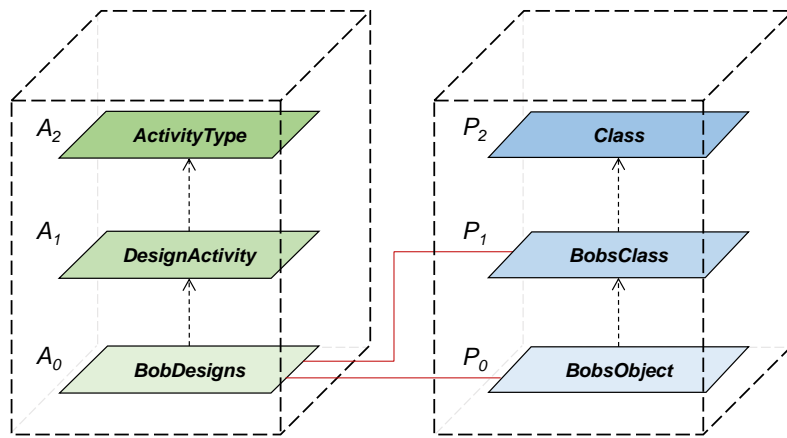 A2 ActivityType
P2 Class
A1 DesignActivity
P1 BobsClass
A0 BobDesigns
P0 BobsObject